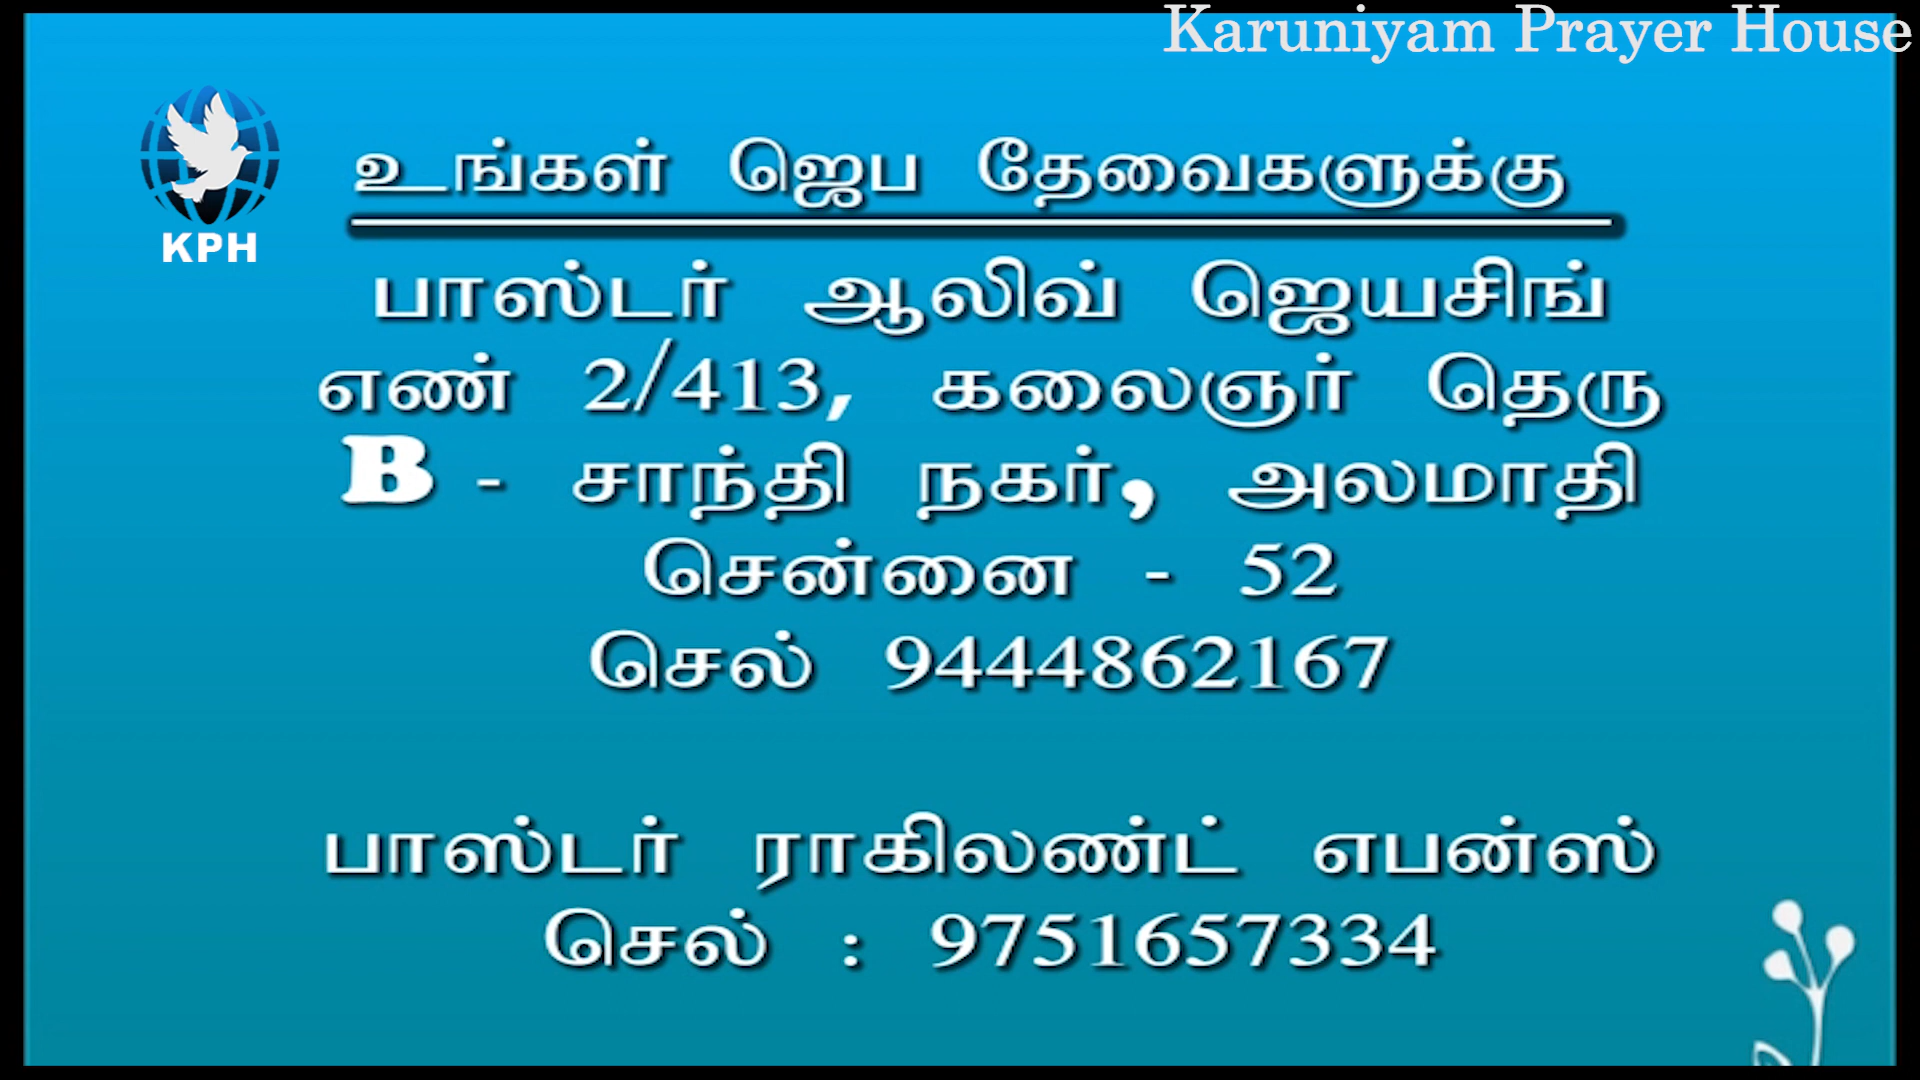 Karuniyam Prayer House
KPH
உங்கள் ஜெப தேவைகளுக்கு
பாஸ்டர் ஆலிவ் ஜெயசிங்
எண் 2/413, கலைஞர் தெரு
B - சாந்தி நகர், அலமாதி
சென்னை - 52
செல் 9444862167
பாஸ்டர் ராகிலண்ட் எபன்ஸ்
செல் : 9751657334